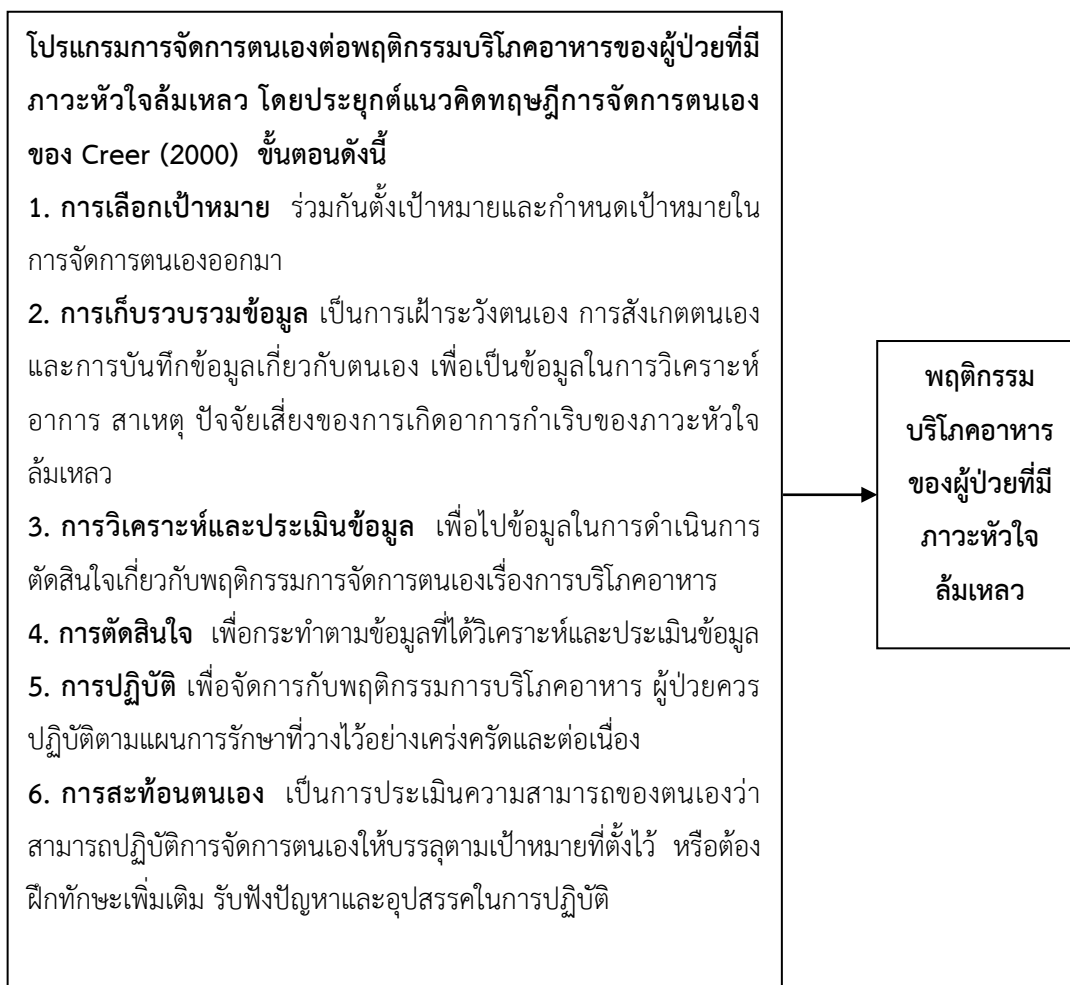 โปรแกรมการจัดการตนเองต่อพฤติกรรมบริโภคอาหารของผู้ป่วยที่มี
ภาวะหัวใจล้มเหลว โดยประยุกต์แนวคิดทฤษฎีการจัดการตนเอง
ของ Creer (2000) ขั้นตอนดังนี้
1. การเลือกเป้าหมาย ร่วมกันตั้งเป้าหมายและกำหนดเป้าหมายใน
การจัดการตนเองออกมา
2. การเก็บรวบรวมข้อมูล เป็นการเฝ้าระวังตนเอง การสังเกตตนเอง
และการบันทึกข้อมูลเกี่ยวกับตนเอง เพื่อเป็นข้อมูลในการวิเคราะห์
อาการ สาเหตุ ปัจจัยเสี่ยงของการเกิดอาการกำเริบของภาวะหัวใจ
ล้มเหลว
3. การวิเคราะห์และประเมินข้อมูล เพื่อไปข้อมูลในการดำเนินการ
ตัดสินใจเกี่ยวกับพฤติกรรมการจัดการตนเองเรื่องการบริโภคอาหาร
4. การตัดสินใจ เพื่อกระทำตามข้อมูลที่ได้วิเคราะห์และประเมินข้อมูล
5. การปฏิบัติ เพื่อจัดการกับพฤติกรรมการบริโภคอาหาร ผู้ป่วยควร
ปฏิบัติตามแผนการรักษาที่วางไว้อย่างเคร่งครัดและต่อเนื่อง
6. การสะท้อนตนเอง เป็นการประเมินความสามารถของตนเองว่า
สามารถปฏิบัติการจัดการตนเองให้บรรลุตามเป้าหมายที่ตั้งไว้ หรือต้อง
ฝึกทักษะเพิ่มเติม รับฟังปัญหาและอุปสรรคในการปฏิบัติ
พฤติกรรม
บริโภคอาหาร
ของผู้ป่วยที่มี
ภาวะหัวใจ
ล้มเหลว